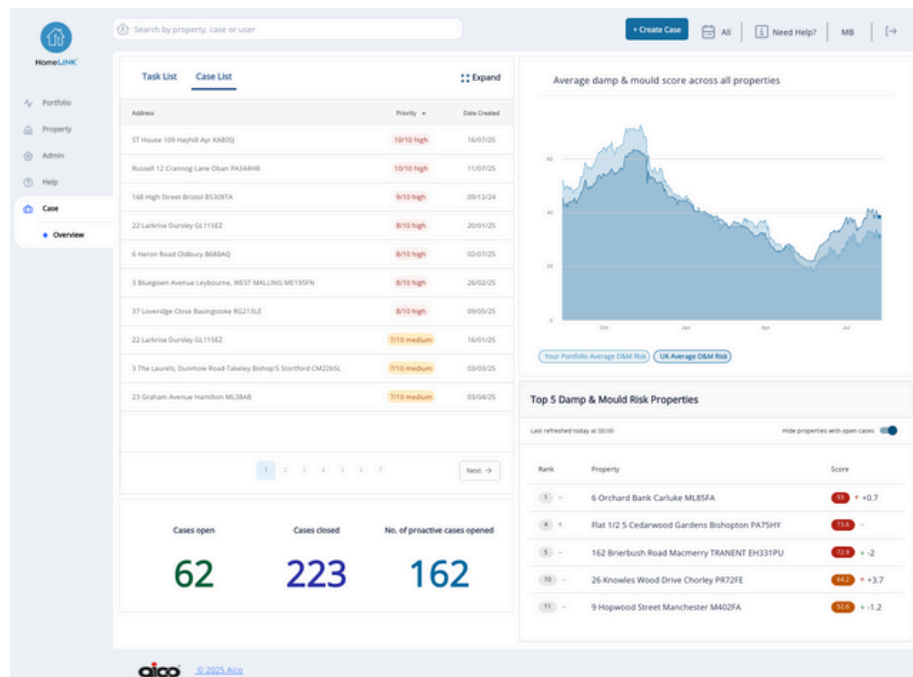 HomeLINK
Search by property, case or user
+ Create Case
All
Need Help?
MB
Portfolio
Property
Admin
Help
Case
Overview
Task List Case List Expand
Address Priority Date Created
ST House 109 Hayhill Ayr KA80SJ 10/10 high 16/07/25
Russell 12 Crannog Lane Oban PA344HB 10/10 high 11/07/25
168 High Street Bristol BS309TA 9/10 high 09/12/24
22 Larkrise Dursley GL115EZ 8/10 high 20/01/25
6 Heron Road Oldbury B688AQ 8/10 high 02/07/25
3 Bluegown Avenue Leybourne, WEST MALLING ME195FN 8/10 high 26/02/25
37 Loveridge Close Basingstoke RG213LE 8/10 high 09/05/25
22 Larkrise Dursley GL115EZ 7/10 medium 16/01/25
3 The Laurels, Dunmow Road Takeley Bishop'S Stortford CM226SL 7/10 medium 03/03/25
23 Graham Avenue Hamilton ML38AB 7/10 medium 03/04/25
1 2 3 4 5 6 7 Next →
Cases open Cases closed No. of proactive cases opened
62 223 162
Average damp & mould score across all properties
60
40
20
0
Oct Jan Apr Jul
Your Portfolio Average D&M Risk UK Average D&M Risk
Top 5 Damp & Mould Risk Properties
Last refreshed today at 00:00 Hide properties with open cases
Rank Property Score
1 – 6 Orchard Bank Carluke ML85FA 93 ↑ +0.7
4 Flat 1/2 5 Cedarwood Gardens Bishopton PA75HY 73.6 –
5 – 162 Brierbush Road Macmerry TRANENT EH331PU 72.9 ↓ -2
10 – 26 Knowles Wood Drive Chorley PR72FE 64.2 ↑ +3.7
11 – 9 Hopwood Street Manchester M402FA 52.6 ↓ -1.2
aico © 2025 Aico